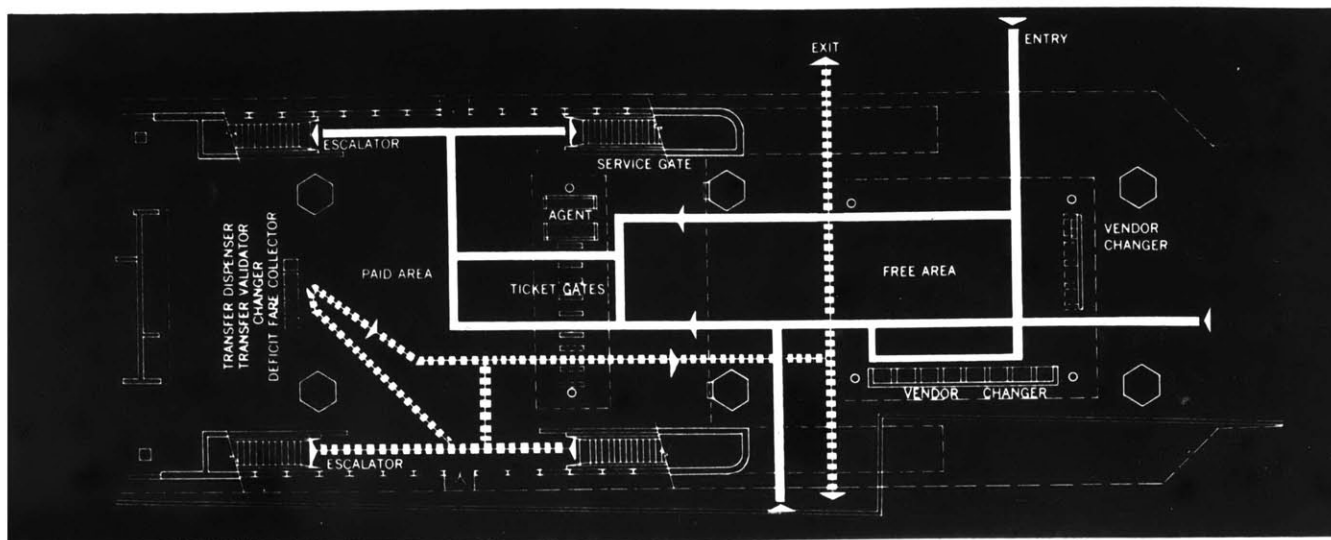 EXIT
ENTRY
ESCALATOR
SERVICE GATE
AGENT
VENDOR
CHANGER
TRANSFER DISPENSER
TRANSFER VALIDATOR
CHANGER
DEFICIT FARE COLLECTOR
PAID AREA
FREE AREA
TICKET GATES
VENDOR CHANGER
ESCALATOR